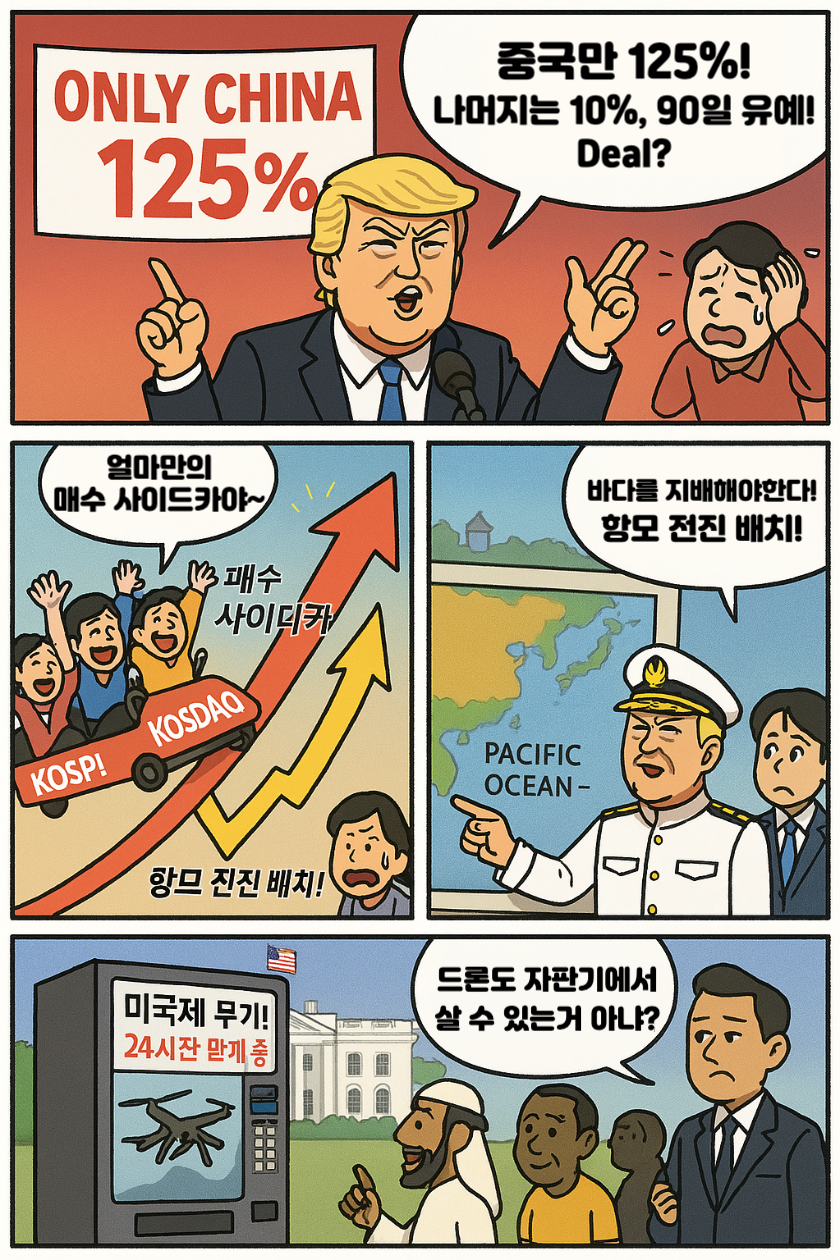 ONLY CHINA
125%
중국만 125%!
나머지는 10%, 90일 유예!
Deal?
얼마만의
매수 사이드카야~
패수
사이디카
KOSP!
KOSDAQ
항므 진진 배치!
바다를 지배해야한다!
항모 전진 배치!
PACIFIC
OCEAN-
미국제 무기!
24시잔 맏개 중
드론도 자판기에서
살 수 있는거 아냐?